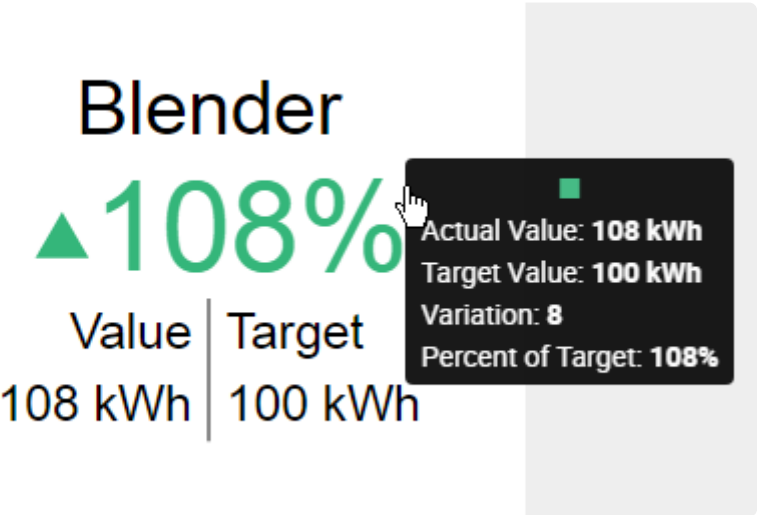 Blender
▲108%
Value | Target
108 kWh | 100 kWh
Actual Value: 108 kWh
Target Value: 100 kWh
Variation: 8
Percent of Target: 108%